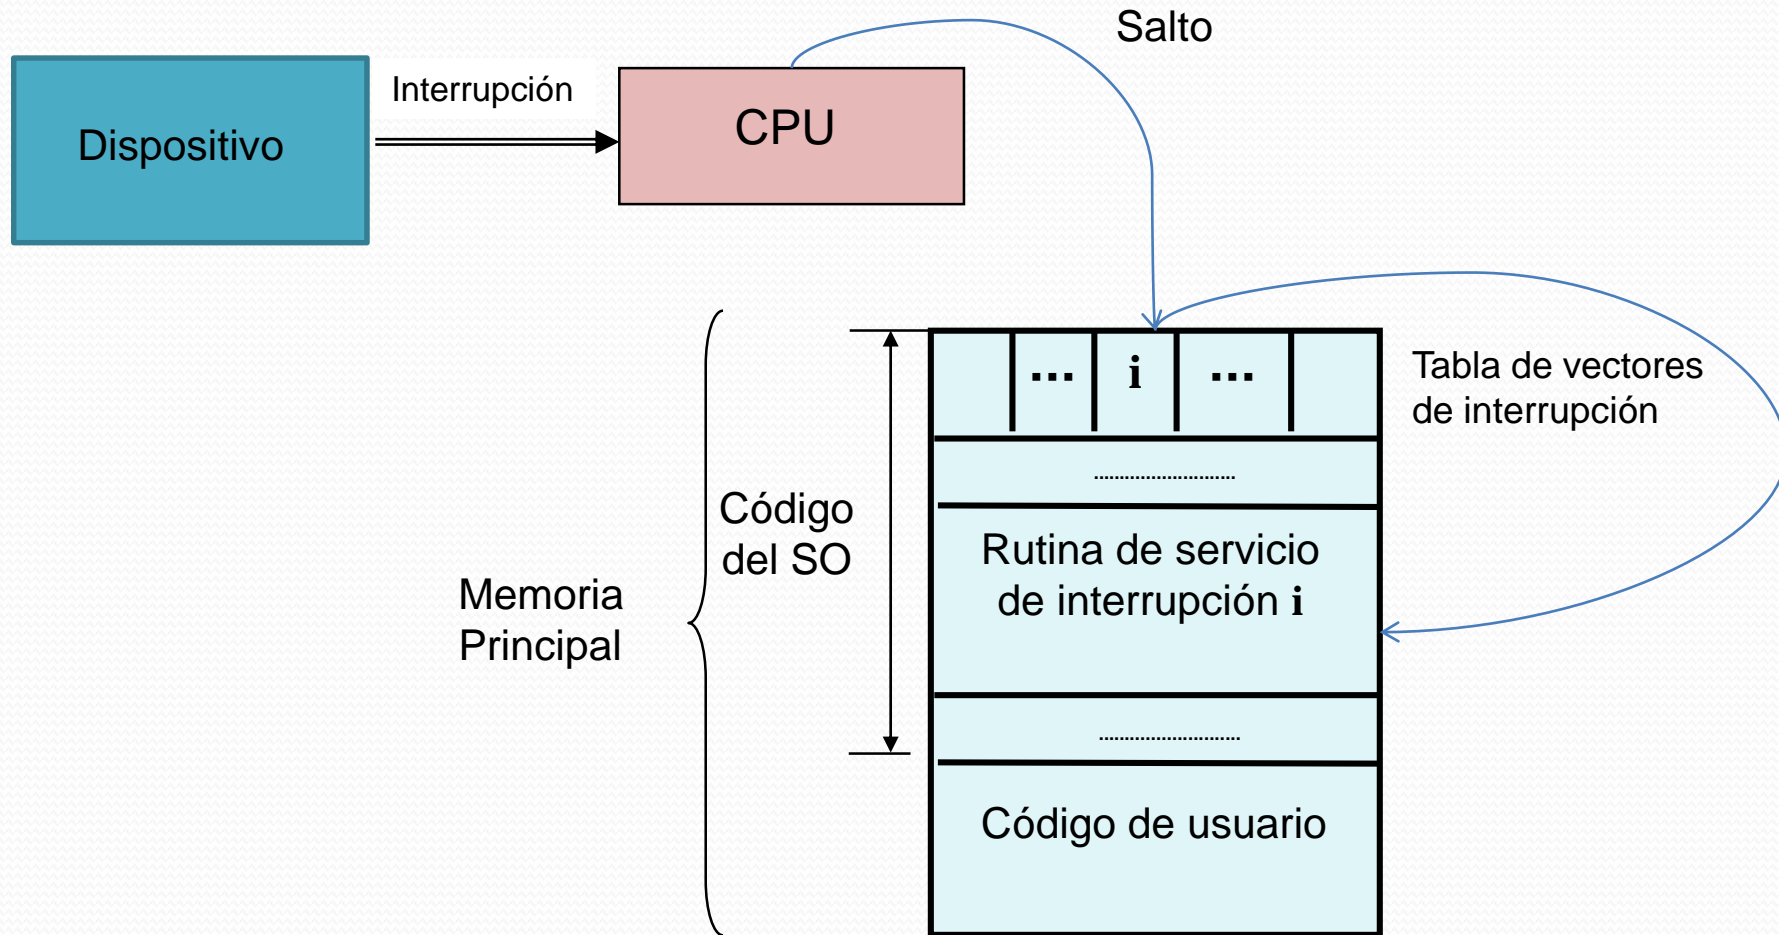 Salto
Interrupción
Dispositivo
CPU
... i ...
Tabla de vectores
de interrupción
..........................
Código
del SO
Rutina de servicio
de interrupción i
Memoria
Principal
..........................
Código de usuario